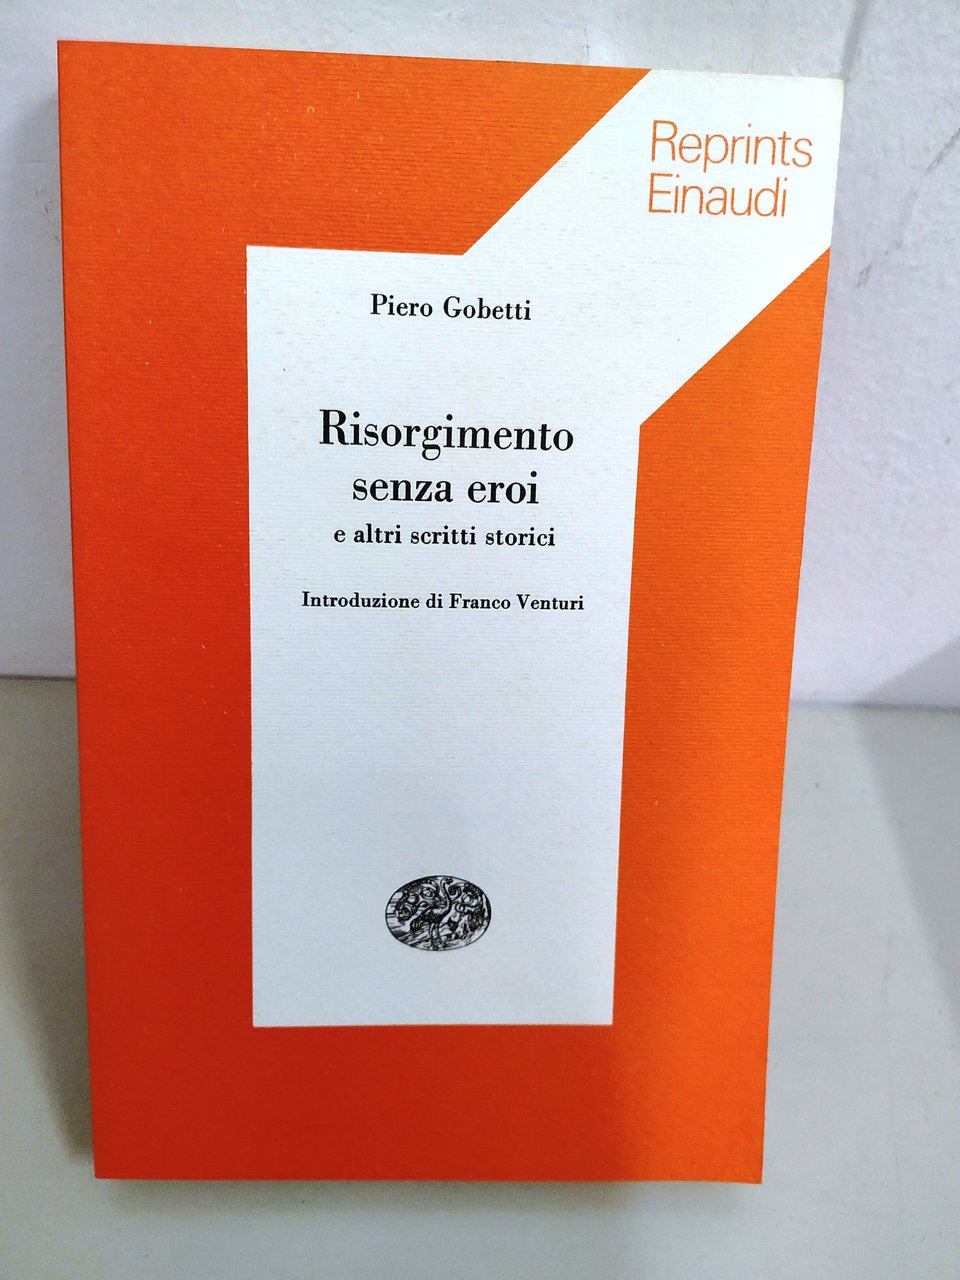 Reprints
Einaudi
Piero Gobetti
Risorgimento
senza eroi
e altri scritti storici
Introduzione di Franco Venturi